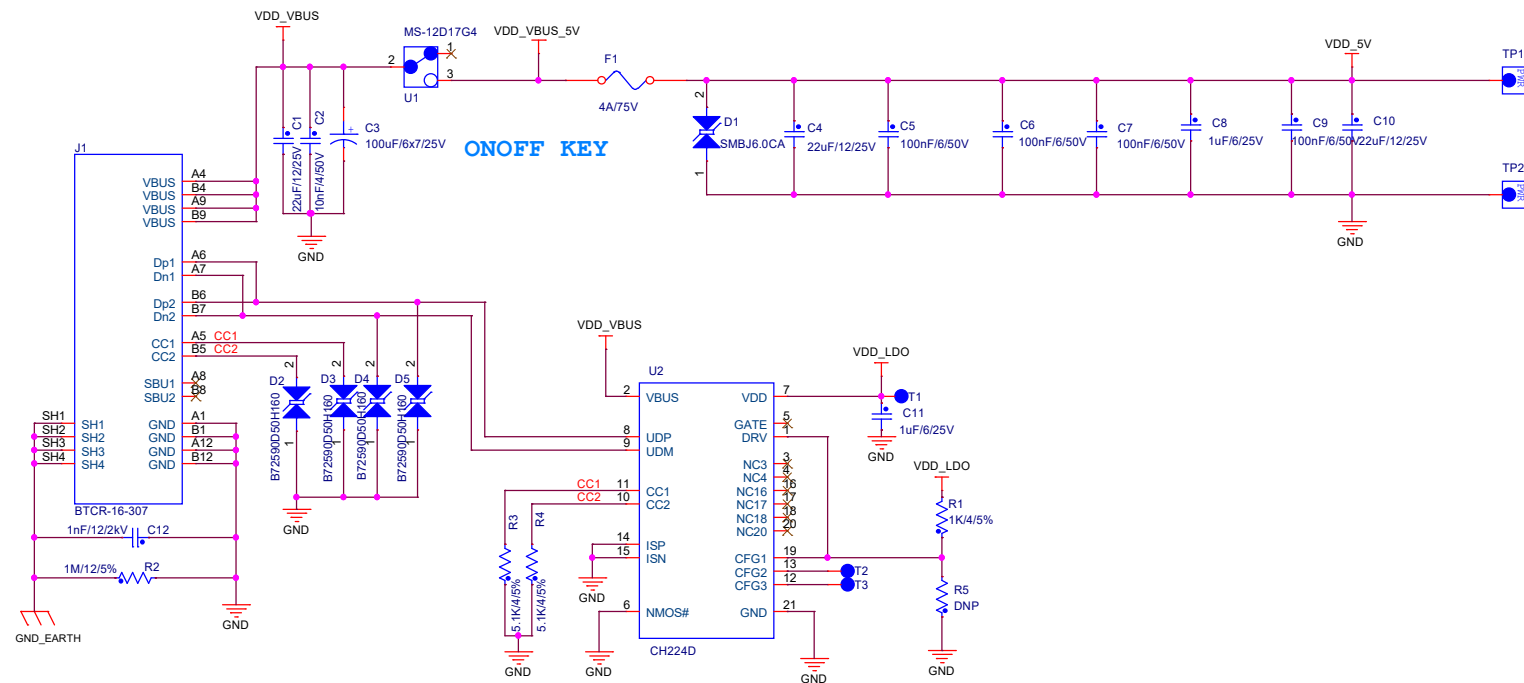 VDD_VBUS
MS-12D17G4
1
2
3
U1
VDD_VBUS_5V
F1
4A/75V
VDD_5V
TP1
PWR
TP2
PWR
C1
22uF/12/25V
C2
10nF/4/50V
C3
100uF/6x7/25V
ONOFF KEY
2
D1
SMBJ6.0CA
1
C4
22uF/12/25V
C5
100nF/6/50V
C6
100nF/6/50V
C7
100nF/6/50V
C8
1uF/6/25V
C9
100nF/6/50V
C10
22uF/12/25V
GND
GND
J1
VBUS A4
VBUS B4
VBUS A9
VBUS B9
Dp1 A6
Dn1 A7
Dp2 B6
Dn2 B7
CC1 A5 CC1
CC2 B5 CC2
SBU1 A8
SBU2 B8
SH1 SH1 GND A1
SH2 SH2 GND B1
SH3 SH3 GND A12
SH4 SH4 GND B12
BTCR-16-307
1nF/12/2kV C12
1M/12/5% R2
GND_EARTH
GND
2
D2
B72590D50H160
1
2
D3
B72590D50H160
1
2
D4
B72590D50H160
1
2
D5
B72590D50H160
1
GND
VDD_VBUS
U2
2 VBUS
8 UDP
9 UDM
CC1 11 CC1
CC2 10 CC2
14 ISP
15 ISN
6 NMOS#
VDD 7
GATE 5
DRV 1
NC3 3
NC4 4
NC16 16
NC17 17
NC18 18
NC20 20
CFG1 19
CFG2 13 T2
CFG3 12 T3
GND 21
CH224D
R3
5.1K/4/5%
R4
5.1K/4/5%
GND
GND
GND
GND
VDD_LDO
T1
C11
1uF/6/25V
GND
VDD_LDO
R1
1K/4/5%
R5
DNP
GND